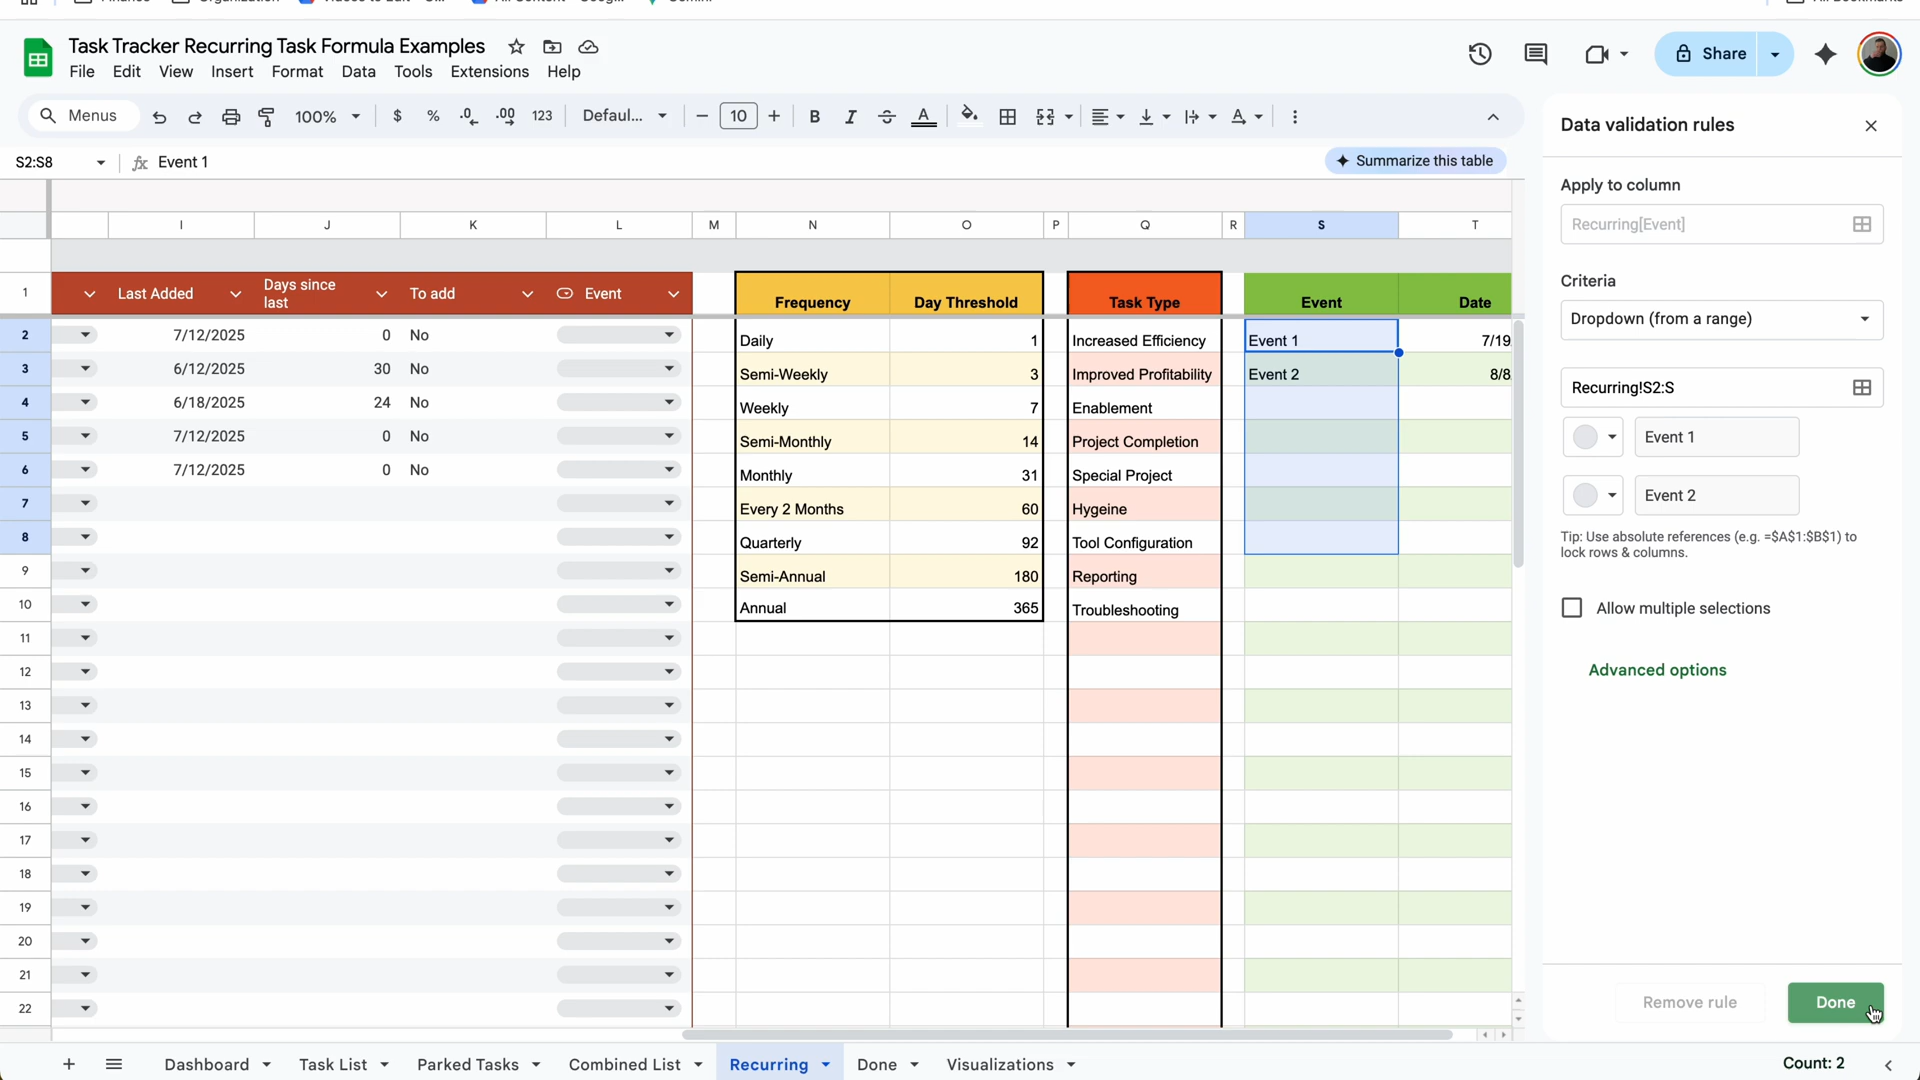 Task Tracker Recurring Task Formula Examples
File Edit View Insert Format Data Tools Extensions Help
Share
Menus 100% $ % .0 .00 123 Defaul... 10 B I A
S2:S8 fx Event 1 Summarize this table
Data validation rules
Apply to column
Recurring[Event]
Criteria
Dropdown (from a range)
Recurring!S2:S
Event 1
Event 2
Tip: Use absolute references (e.g. =$A$1:$B$1) to
lock rows & columns.
Allow multiple selections
Advanced options
Remove rule Done
I J K L M N O P Q R S T
1 Last Added Days since last To add Event Frequency Day Threshold Task Type Event Date
2 7/12/2025 0 No Daily 1 Increased Efficiency Event 1 7/19
3 6/12/2025 30 No Semi-Weekly 3 Improved Profitability Event 2 8/8
4 6/18/2025 24 No Weekly 7 Enablement
5 7/12/2025 0 No Semi-Monthly 14 Project Completion
6 7/12/2025 0 No Monthly 31 Special Project
7 Every 2 Months 60 Hygeine
8 Quarterly 92 Tool Configuration
9 Semi-Annual 180 Reporting
10 Annual 365 Troubleshooting
11
12
13
14
15
16
17
18
19
20
21
22
Dashboard Task List Parked Tasks Combined List Recurring Done Visualizations Count: 2